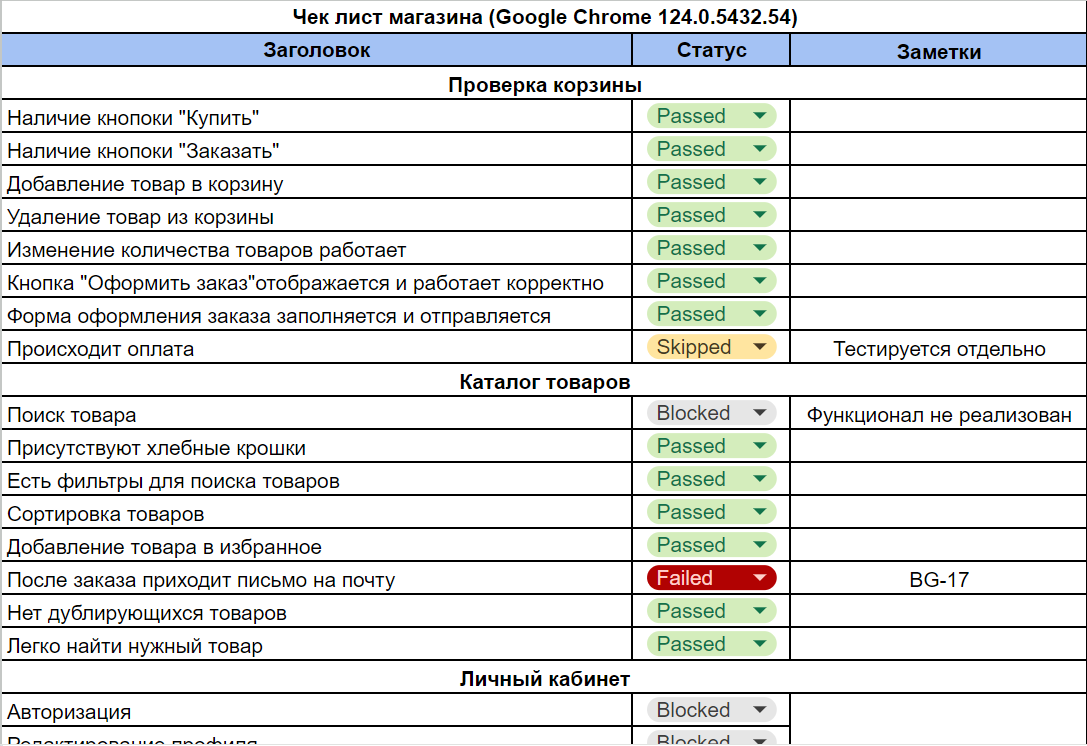 Чек лист магазина (Google Chrome 124.0.5432.54)
Заголовок Статус Заметки
Проверка корзины
Наличие кнопоки "Купить" Passed
Наличие кнопоки "Заказать" Passed
Добавление товар в корзину Passed
Удаление товар из корзины Passed
Изменение количества товаров работает Passed
Кнопка "Оформить заказ"отображается и работает корректно Passed
Форма оформления заказа заполняется и отправляется Passed
Происходит оплата Skipped Тестируется отдельно
Каталог товаров
Поиск товара Blocked Функционал не реализован
Присутствуют хлебные крошки Passed
Есть фильтры для поиска товаров Passed
Сортировка товаров Passed
Добавление товара в избранное Passed
После заказа приходит письмо на почту Failed BG-17
Нет дублирующихся товаров Passed
Легко найти нужный товар Passed
Личный кабинет
Авторизация Blocked
Редактирование профиля Blocked